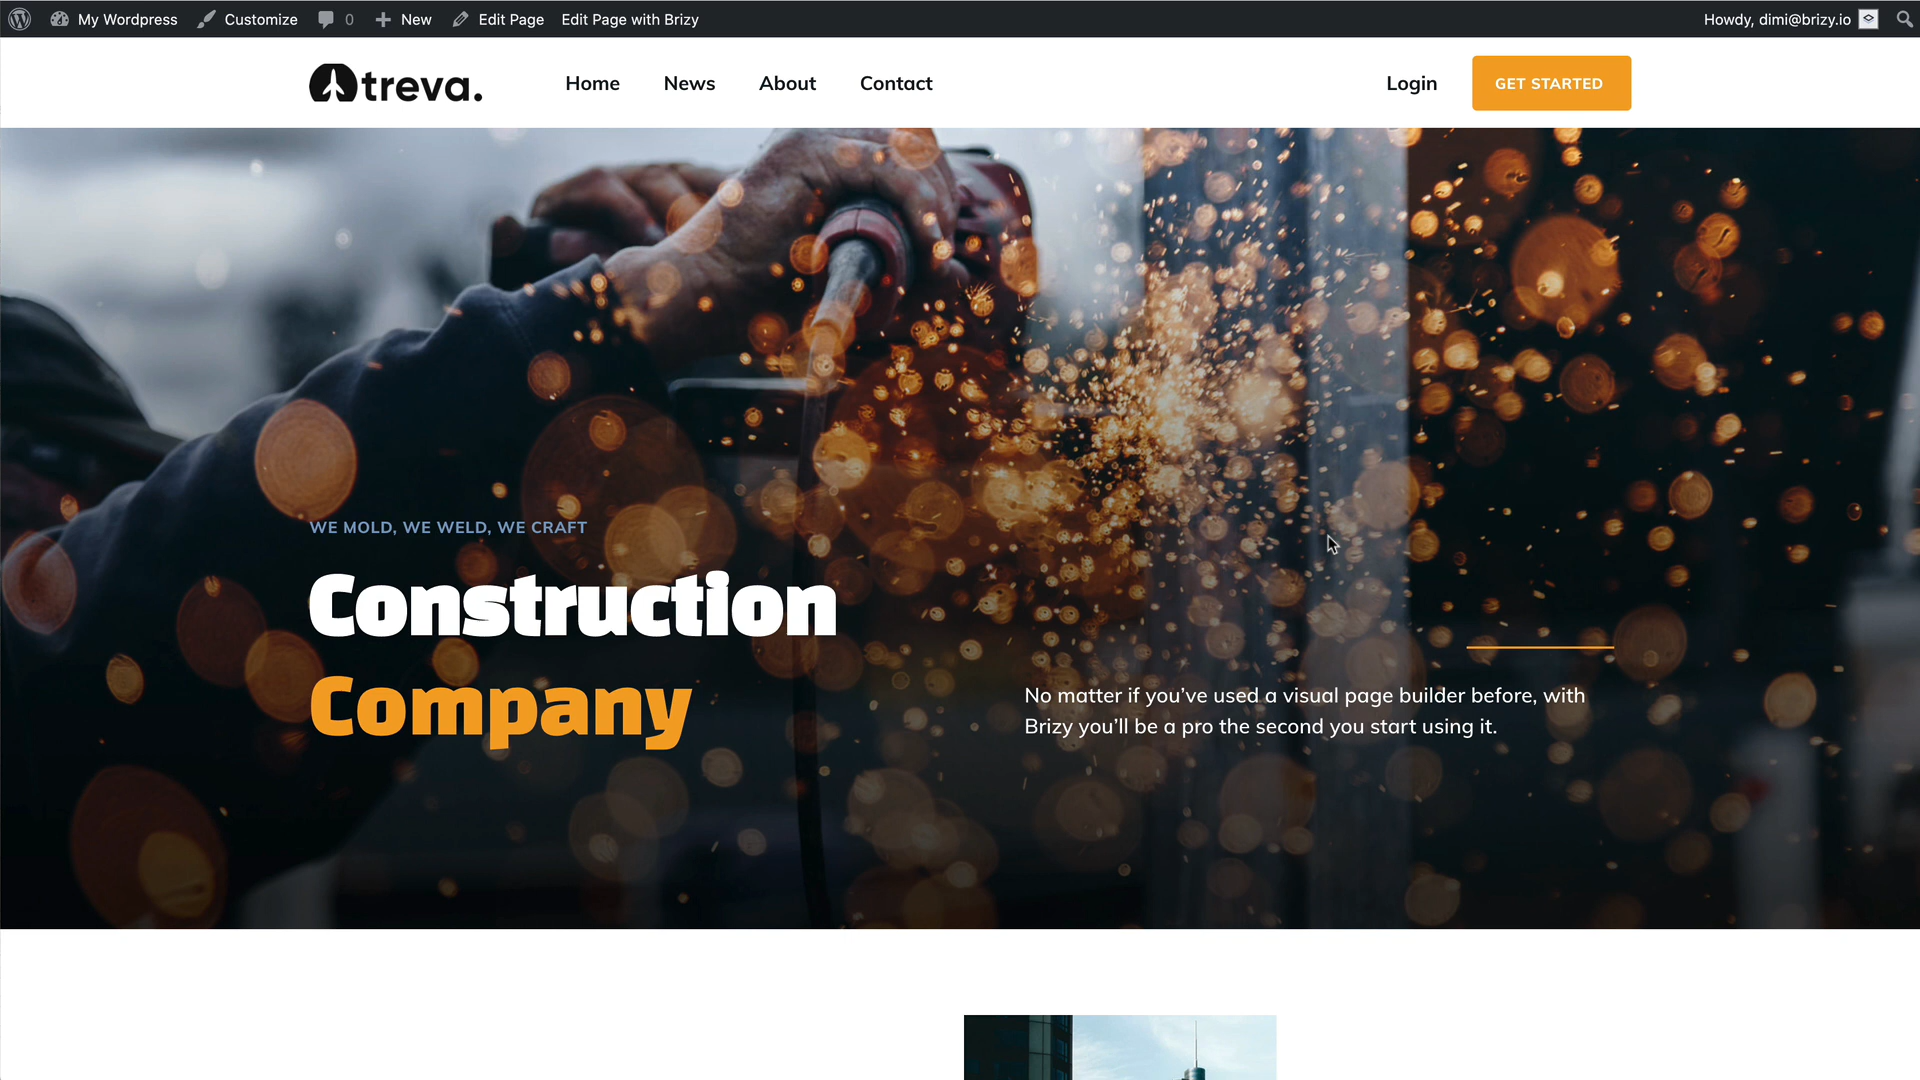 My Wordpress Customize 0 New Edit Page Edit Page with Brizy Howdy, dimi@brizy.io
treva. Home News About Contact Login GET STARTED
WE MOLD, WE WELD, WE CRAFT
Construction
Company
No matter if you’ve used a visual page builder before, with
Brizy you’ll be a pro the second you start using it.